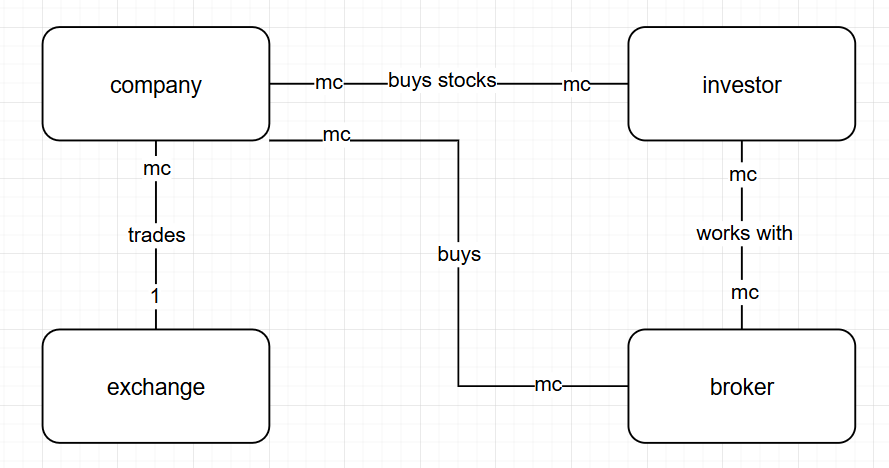 company
mc
buys stocks
mc
investor
mc
mc
mc
trades
works with
buys
1
mc
exchange
mc
broker